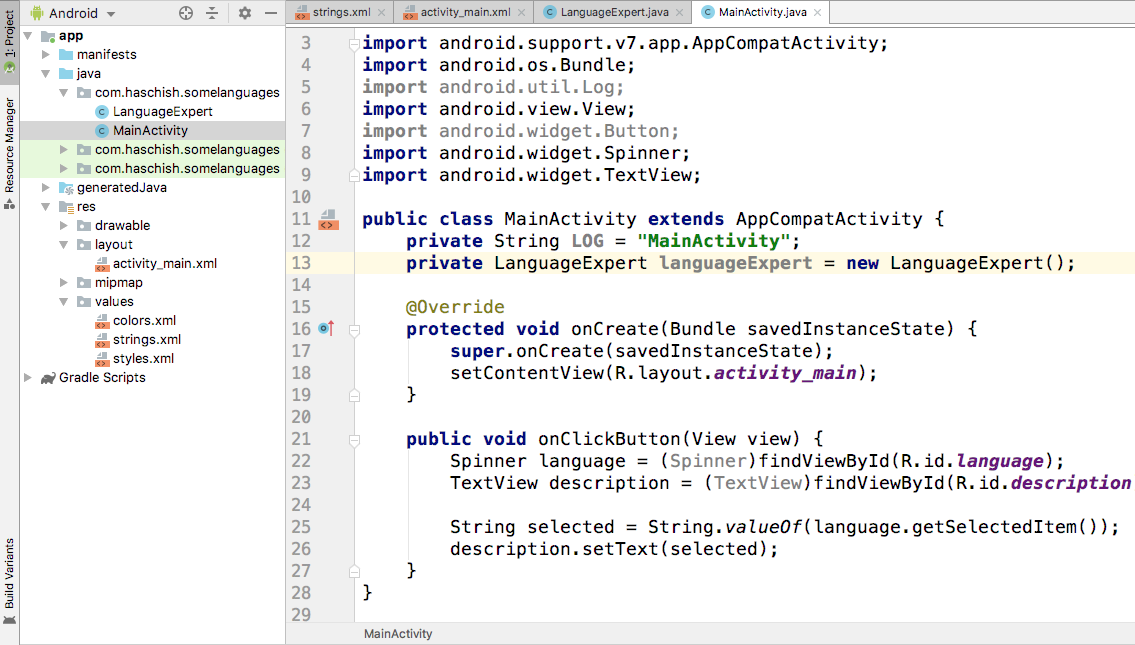 Android
strings.xml
activity_main.xml
LanguageExpert.java
MainActivity.java
1: Project
Resource Manager
Build Variants
app
manifests
java
com.haschish.somelanguages
LanguageExpert
MainActivity
com.haschish.somelanguages
com.haschish.somelanguages
generatedJava
res
drawable
layout
activity_main.xml
mipmap
values
colors.xml
strings.xml
styles.xml
Gradle Scripts
3 import android.support.v7.app.AppCompatActivity;
4 import android.os.Bundle;
5 import android.util.Log;
6 import android.view.View;
7 import android.widget.Button;
8 import android.widget.Spinner;
9 import android.widget.TextView;
10
11 public class MainActivity extends AppCompatActivity {
12 private String LOG = "MainActivity";
13 private LanguageExpert languageExpert = new LanguageExpert();
14
15 @Override
16 protected void onCreate(Bundle savedInstanceState) {
17 super.onCreate(savedInstanceState);
18 setContentView(R.layout.activity_main);
19 }
20
21 public void onClickButton(View view) {
22 Spinner language = (Spinner)findViewById(R.id.language);
23 TextView description = (TextView)findViewById(R.id.description
24
25 String selected = String.valueOf(language.getSelectedItem());
26 description.setText(selected);
27 }
28 }
29
MainActivity